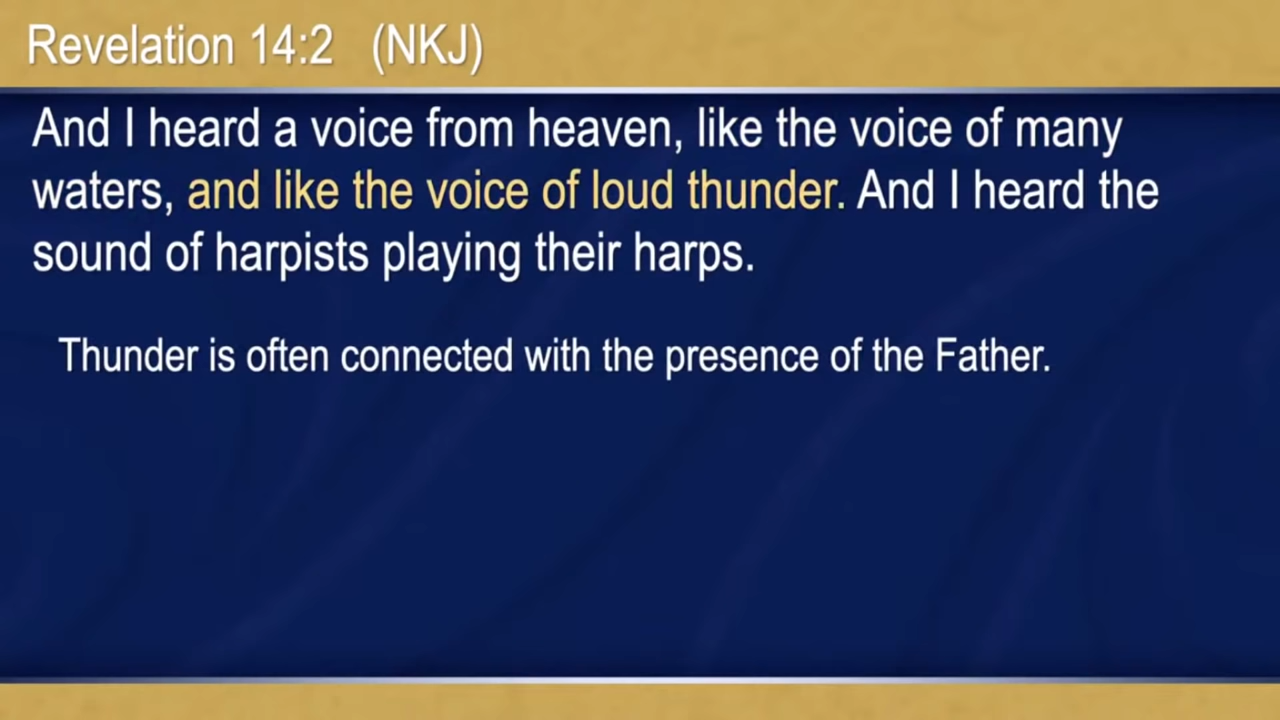 Revelation 14:2 (NKJ)
And I heard a voice from heaven, like the voice of many
waters, and like the voice of loud thunder. And I heard the
sound of harpists playing their harps.
Thunder is often connected with the presence of the Father.